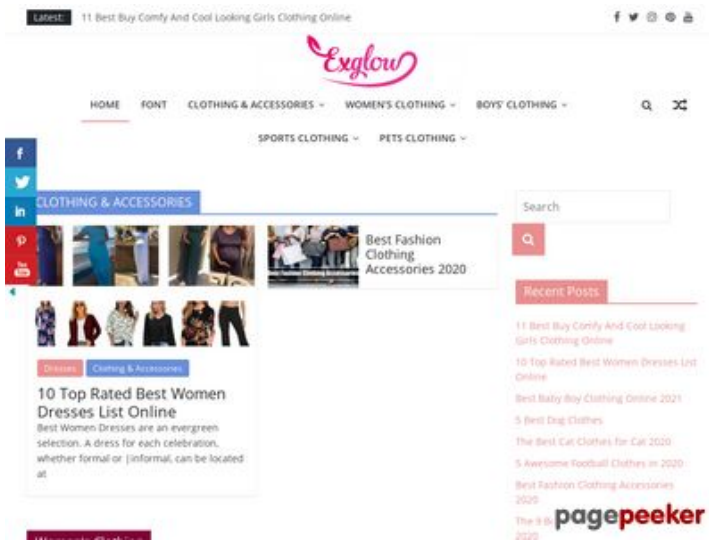 Latest:
11 Best Buy Comfy And Cool Looking Girls Clothing Online
Exglow
HOME
FONT
CLOTHING & ACCESSORIES
WOMEN'S CLOTHING
BOYS' CLOTHING
SPORTS CLOTHING
PETS CLOTHING
CLOTHING & ACCESSORIES
Best Fashion
Clothing
Accessories 2020
Dresses
Clothing & Accessories
10 Top Rated Best Women
Dresses List Online
Best Women Dresses are an evergreen
selection. A dress for each celebration,
whether formal or |informal, can be located
at
Women's Clothing
Search
Recent Posts
11 Best Buy Comfy And Cool Looking
Girls Clothing Online
10 Top Rated Best Women Dresses List
Online
Best Baby Boy Clothing Online 2021
5 Best Dog Clothes
The Best Cat Clothes for Cat 2020
5 Awesome Football Clothes in 2020
Best Fashion Clothing Accessories
2020
The 9
2020
pagepeeker